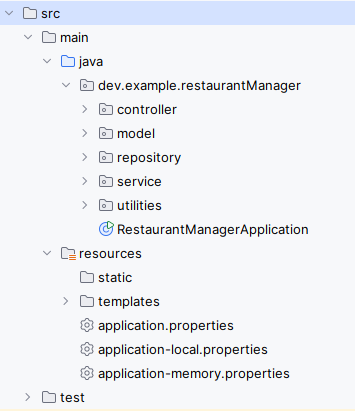 src
main
java
dev.example.restaurantManager
controller
model
repository
service
utilities
RestaurantManagerApplication
resources
static
templates
application.properties
application-local.properties
application-memory.properties
test